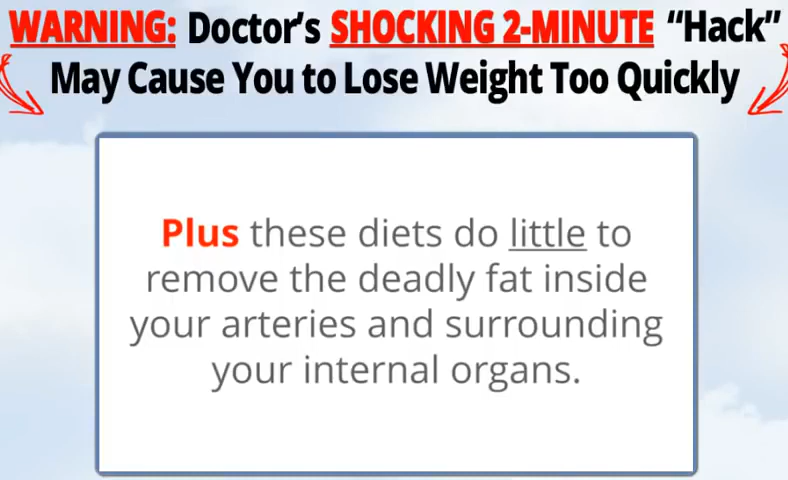 WARNING: Doctor's SHOCKING 2-MINUTE “Hack”
May Cause You to Lose Weight Too Quickly
Plus these diets do little to
remove the deadly fat inside
your arteries and surrounding
your internal organs.